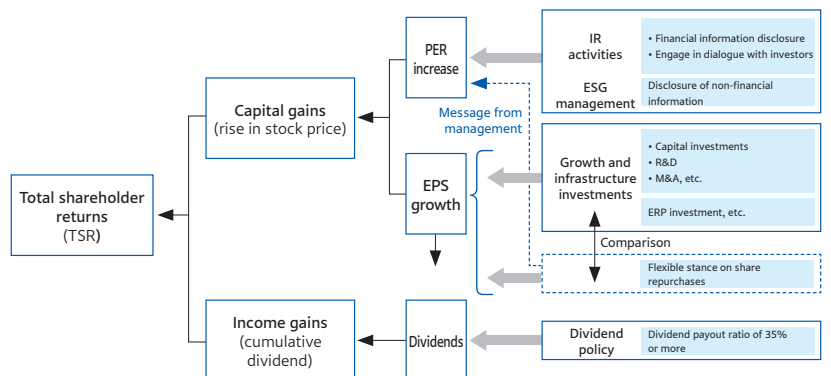 Total shareholder
returns
(TSR)
Capital gains
(rise in stock price)
Income gains
(cumulative
dividend)
PER
increase
Message from
management
EPS
growth
Dividends
IR
activities
• Financial information disclosure
• Engage in dialogue with investors
ESG
management
Disclosure of non-financial
information
Growth and
infrastructure
investments
• Capital investments
• R&D
• M&A, etc.
ERP investment, etc.
Comparison
Flexible stance on share
repurchases
Dividend
policy
Dividend payout ratio of 35%
or more